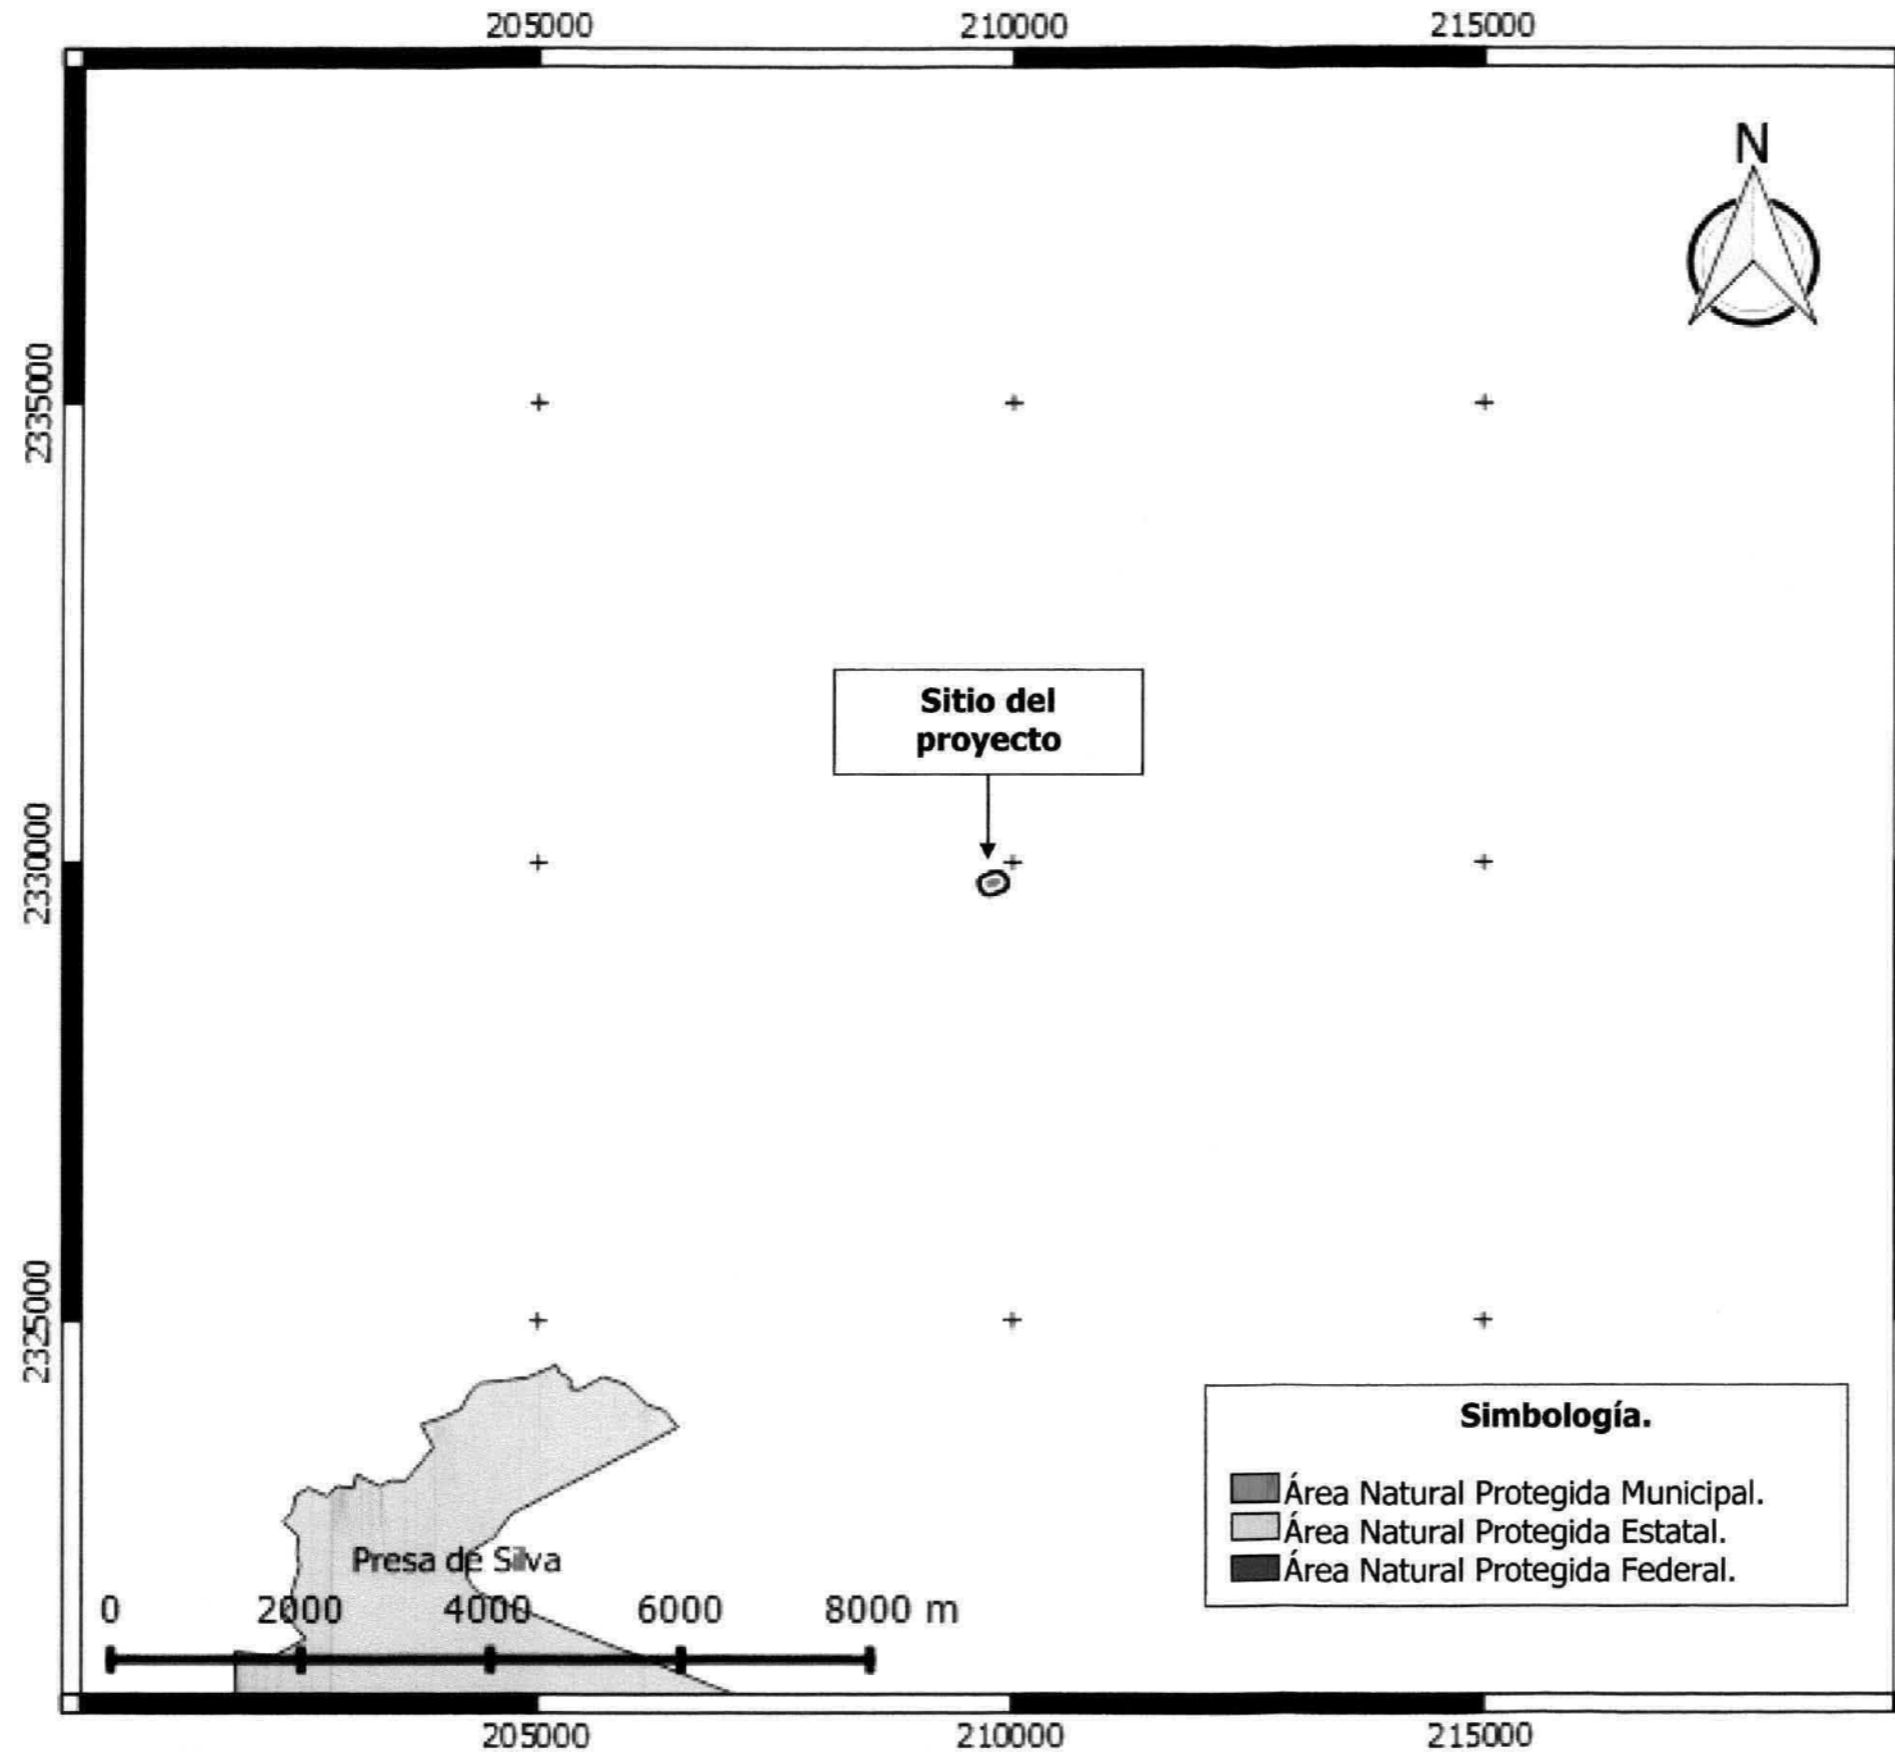 205000 210000 215000
N
2335000
Sitio del
proyecto
2330000
2325000
Simbología.
Área Natural Protegida Municipal.
Área Natural Protegida Estatal.
Área Natural Protegida Federal.
Presa de Silva
0 2000 4000 6000 8000 m
205000 210000 215000